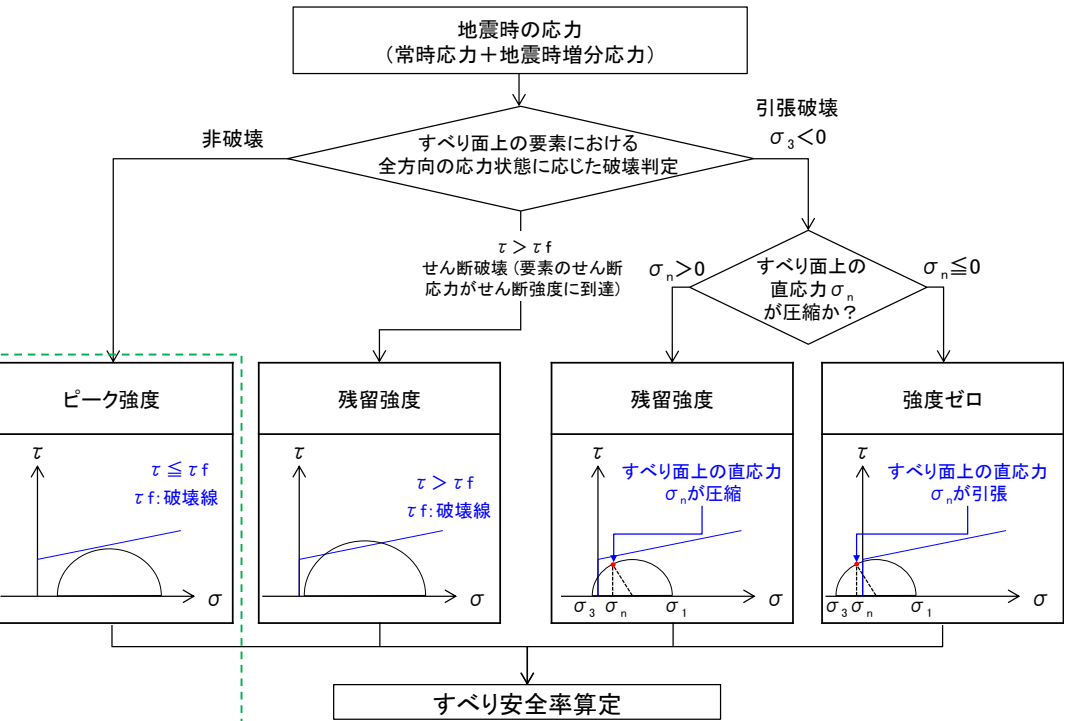 地震時の応力
（常時応力＋地震時増分応力）
引張破壊
σ₃＜0
非破壊
すべり面上の要素における
全方向の応力状態に応じた破壊判定
τ＞τf
せん断破壊（要素のせん断
応力がせん断強度に到達）
σₙ＞0
すべり面上の
直応力σₙ
が圧縮か？
σₙ≦0
ピーク強度
τ
τ≦τf
τf：破壊線
σ
残留強度
τ
τ＞τf
τf：破壊線
σ
残留強度
τ
すべり面上の直応力
σₙが圧縮
σ₃
σₙ
σ₁
σ
強度ゼロ
τ
すべり面上の直応力
σₙが引張
σ₃
σₙ
σ₁
σ
すべり安全率算定